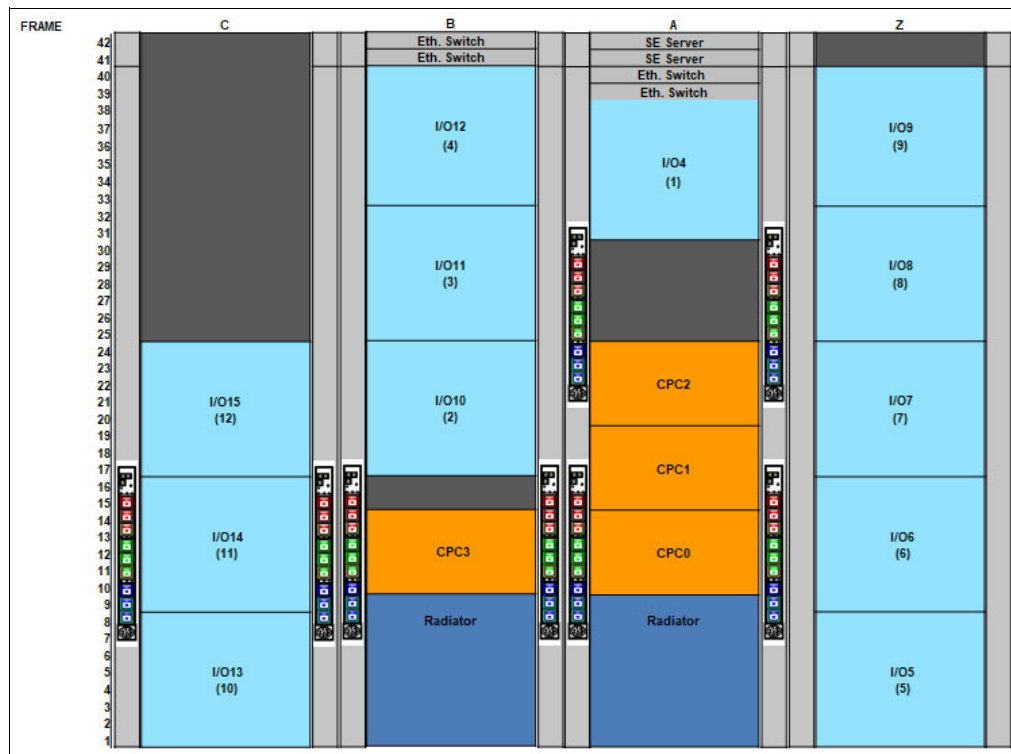 FRAME C B A Z
42 Eth. Switch SE Server
41 Eth. Switch SE Server
40 Eth. Switch
39 Eth. Switch
38
37 I/O12 I/O9
36 (4) (9)
35 I/O4
34 (1)
33
32
31
30
29 I/O11 I/O8
28 (3) (8)
27
26
25
24
23
22 CPC2
21 I/O15 I/O10 I/O7
20 (12) (2) (7)
19
18
17 CPC1
16
15
14
13 I/O14 I/O6
12 (11) CPC3 CPC0 (6)
11
10
9
8 Radiator Radiator
7
6
5 I/O13 I/O5
4 (10) (5)
3
2
1